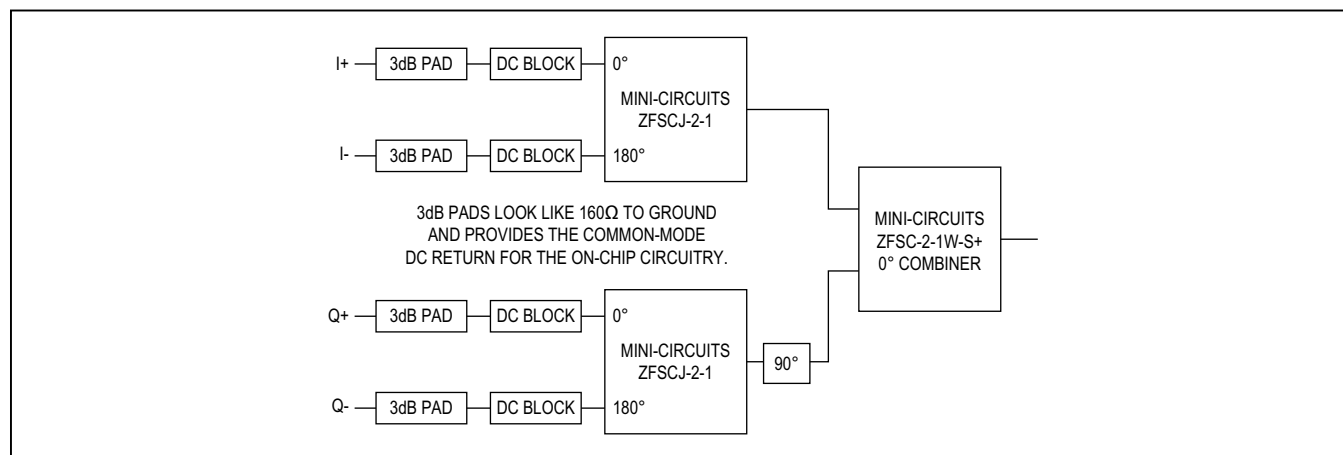 I+
3dB PAD
DC BLOCK
0°
MINI-CIRCUITS
ZFSCJ-2-1
I-
3dB PAD
DC BLOCK
180°
3dB PADS LOOK LIKE 160Ω TO GROUND
AND PROVIDES THE COMMON-MODE
DC RETURN FOR THE ON-CHIP CIRCUITRY.
MINI-CIRCUITS
ZFSC-2-1W-S+
0° COMBINER
Q+
3dB PAD
DC BLOCK
0°
MINI-CIRCUITS
ZFSCJ-2-1
90°
Q-
3dB PAD
DC BLOCK
180°